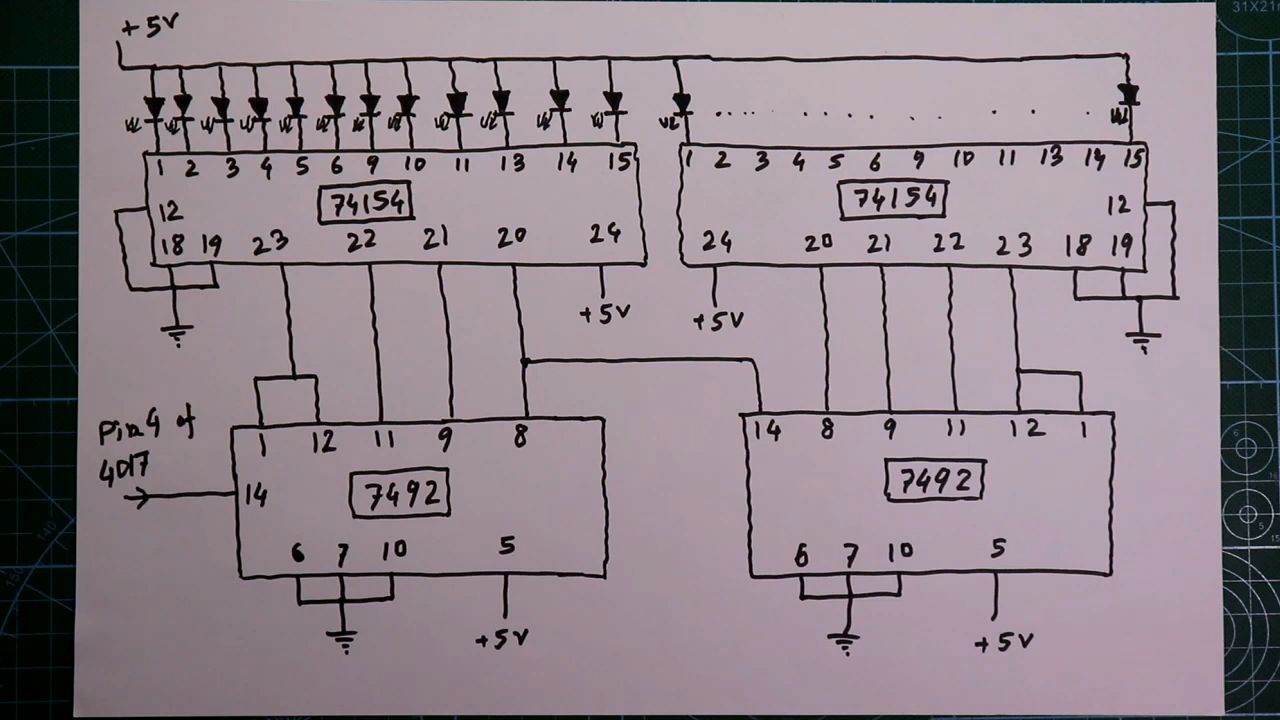 31X21
+5V
1 2 3 4 5 6 9 10 11 13 14 15
1 2 3 4 5 6 9 10 11 13 14 15
74154
74154
12
12
18 19 23 22 21 20 24
24 20 21 22 23 18 19
+5V
+5V
Pin 4 of
4017
1 12 11 9 8
14 8 9 11 12 1
14
7492
7492
6 7 10 5
6 7 10 5
+5V
+5V